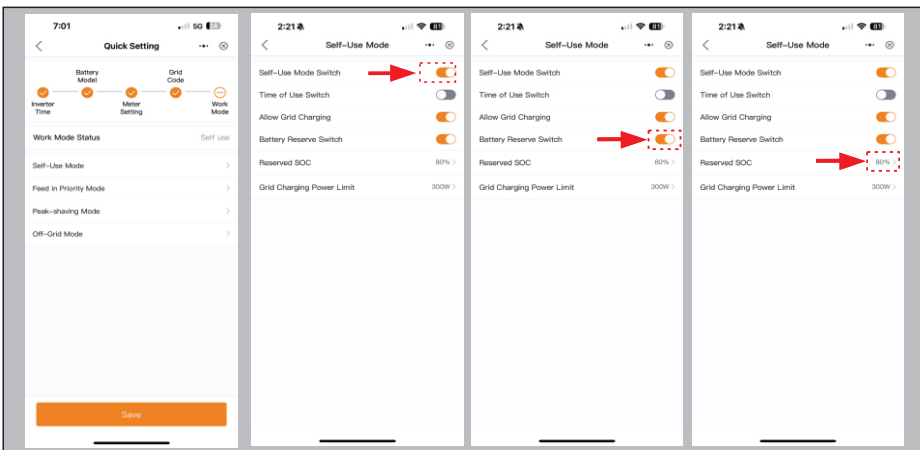 7:01
5G 24
Quick Setting
Battery Model
Grid Code
Inverter Time
Meter Setting
Work Mode
Work Mode Status Self use
Self-Use Mode
Feed in Priority Mode
Peak-shaving Mode
Off-Grid Mode
Save
2:21
81
Self-Use Mode
Self-Use Mode Switch
Time of Use Switch
Allow Grid Charging
Battery Reserve Switch
Reserved SOC 80%
Grid Charging Power Limit 300W
2:21
81
Self-Use Mode
Self-Use Mode Switch
Time of Use Switch
Allow Grid Charging
Battery Reserve Switch
Reserved SOC 80%
Grid Charging Power Limit 300W
2:21
81
Self-Use Mode
Self-Use Mode Switch
Time of Use Switch
Allow Grid Charging
Battery Reserve Switch
Reserved SOC 80%
Grid Charging Power Limit 300W